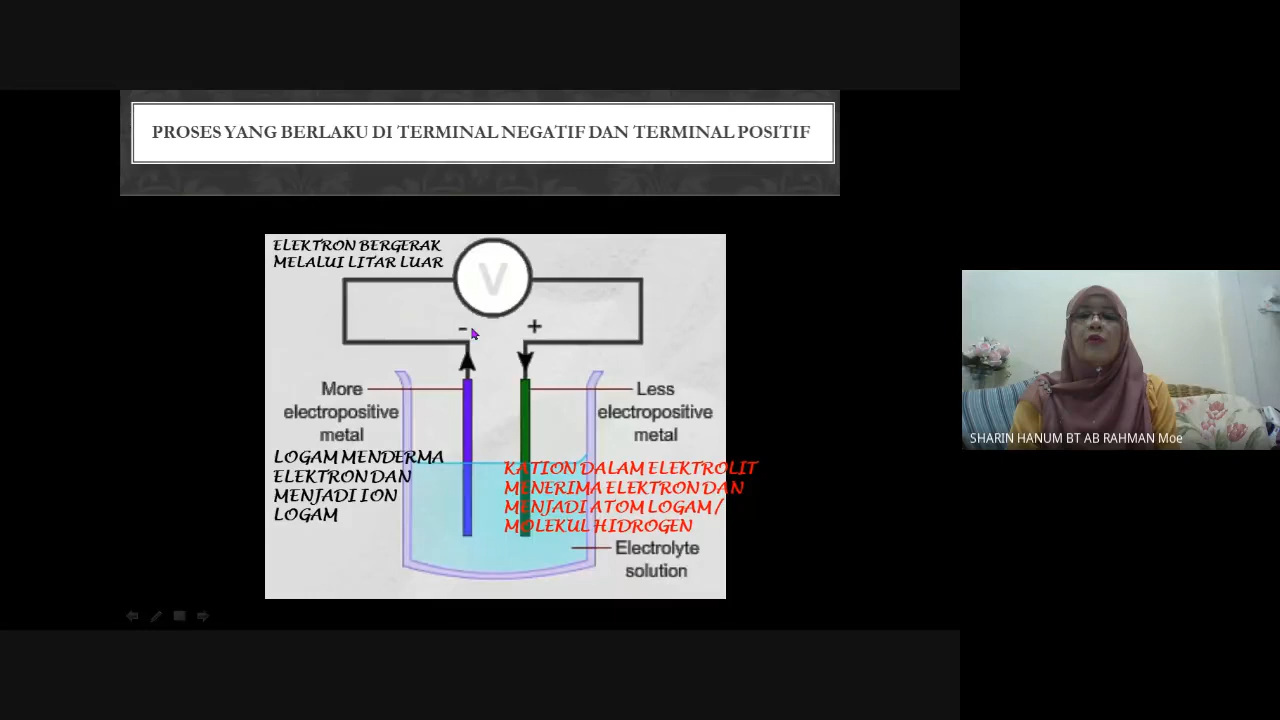 PROSES YANG BERLAKU DI TERMINAL NEGATIF DAN TERMINAL POSITIF
ELEKTRON BERGERAK
MELALUI LITAR LUAR
V
- +
More
electropositive
metal
Less
electropositive
metal
LOGAM MENDERMA
ELEKTRON DAN
MENJADI ION
LOGAM
KATION DALAM ELEKTROLIT
MENERIMA ELEKTRON DAN
MENJADI ATOM LOGAM /
MOLEKUL HIDROGEN
Electrolyte
solution
SHARIN HANUM BT AB RAHMAN Moe